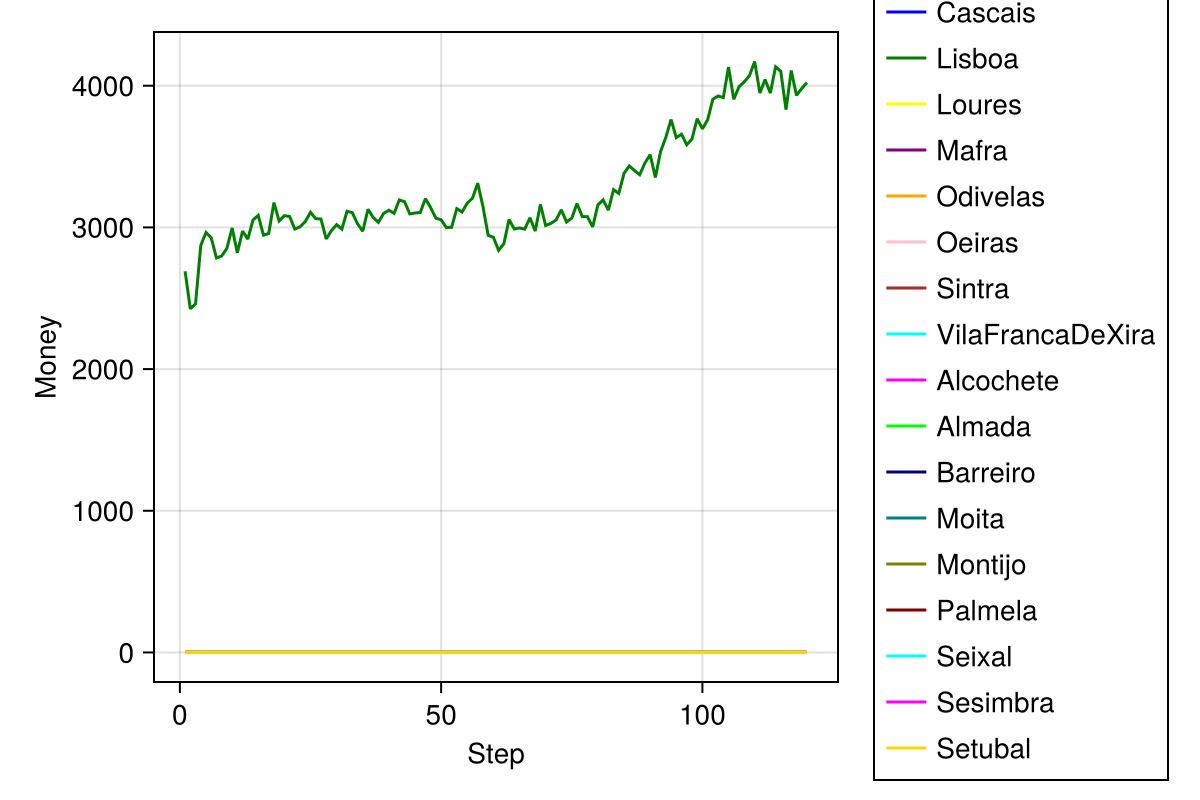 4000
3000
2000
1000
0
Money
0
50
100
Step
Cascais
Lisboa
Loures
Mafra
Odivelas
Oeiras
Sintra
VilaFrancaDeXira
Alcochete
Almada
Barreiro
Moita
Montijo
Palmela
Seixal
Sesimbra
Setubal